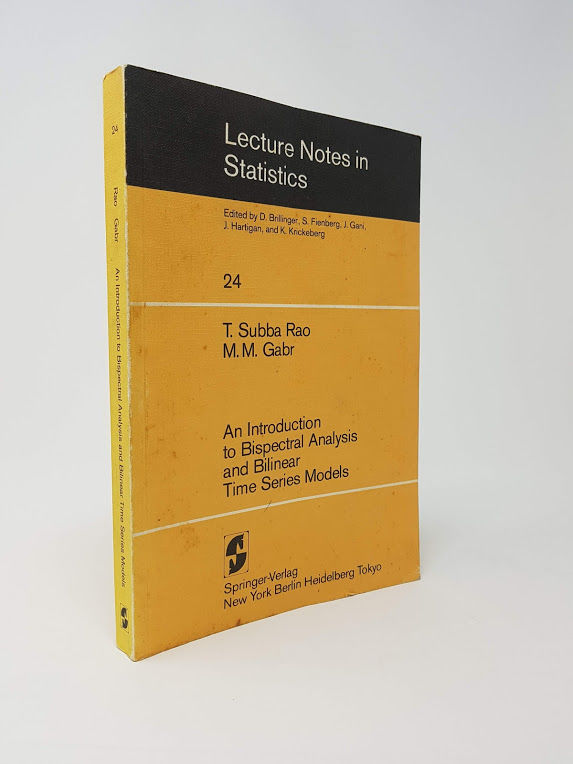 Lecture Notes in
Statistics
Edited by D. Brillinger, S. Fienberg, J. Gani,
J. Hartigan, and K. Krickeberg
24
T. Subba Rao
M. M. Gabr
An Introduction
to Bispectral Analysis
and Bilinear
Time Series Models
Springer-Verlag
New York Berlin Heidelberg Tokyo
24 Rao Gabr An Introduction to Bispectral Analysis and Bilinear Time Series Models